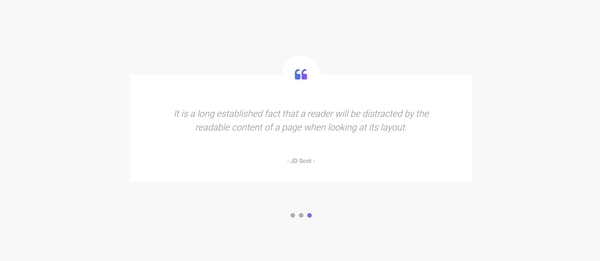 ❝
It is a long established fact that a reader will be distracted by the
readable content of a page when looking at its layout.
- JD Scot -